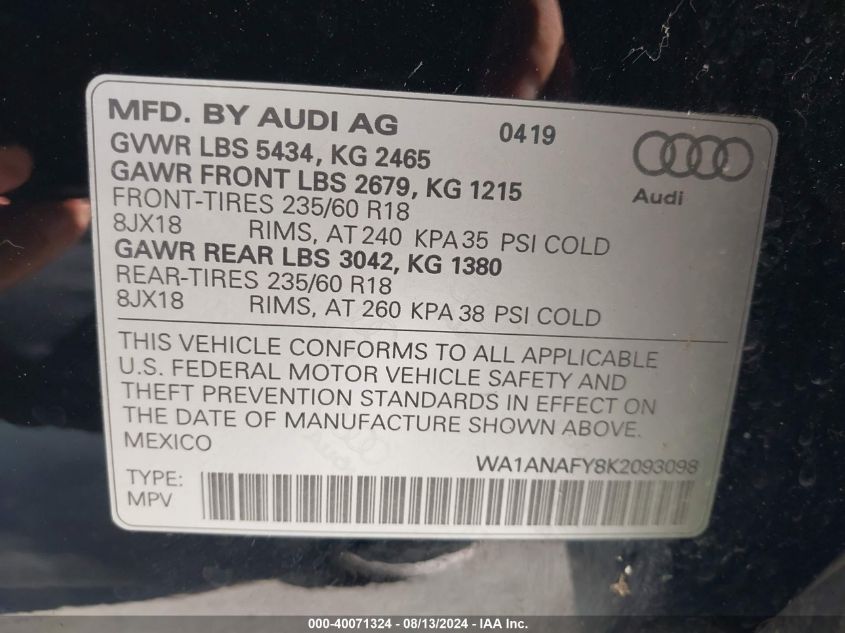 MFD. BY AUDI AG 0419
GVWR LBS 5434, KG 2465
GAWR FRONT LBS 2679, KG 1215
Audi
FRONT-TIRES 235/60 R18
8JX18 RIMS, AT 240 KPA 35 PSI COLD
GAWR REAR LBS 3042, KG 1380
REAR-TIRES 235/60 R18
8JX18 RIMS, AT 260 KPA 38 PSI COLD
THIS VEHICLE CONFORMS TO ALL APPLICABLE
U.S. FEDERAL MOTOR VEHICLE SAFETY AND
THEFT PREVENTION STANDARDS IN EFFECT ON
THE DATE OF MANUFACTURE SHOWN ABOVE.
MEXICO
WA1ANAFY8K2093098
TYPE:
MPV
000-40071324 - 08/13/2024 - IAA Inc.